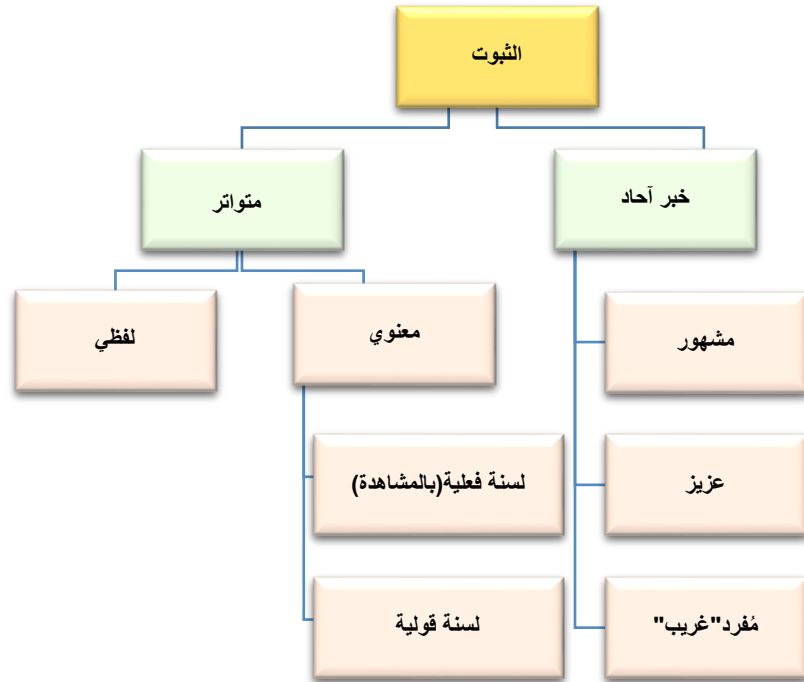 الثبوت
خبر آحاد
متواتر
معنوي
لفظي
مشهور
لسنة فعلية(بالمشاهدة)
عزيز
لسنة قولية
مُفرد"غريب"